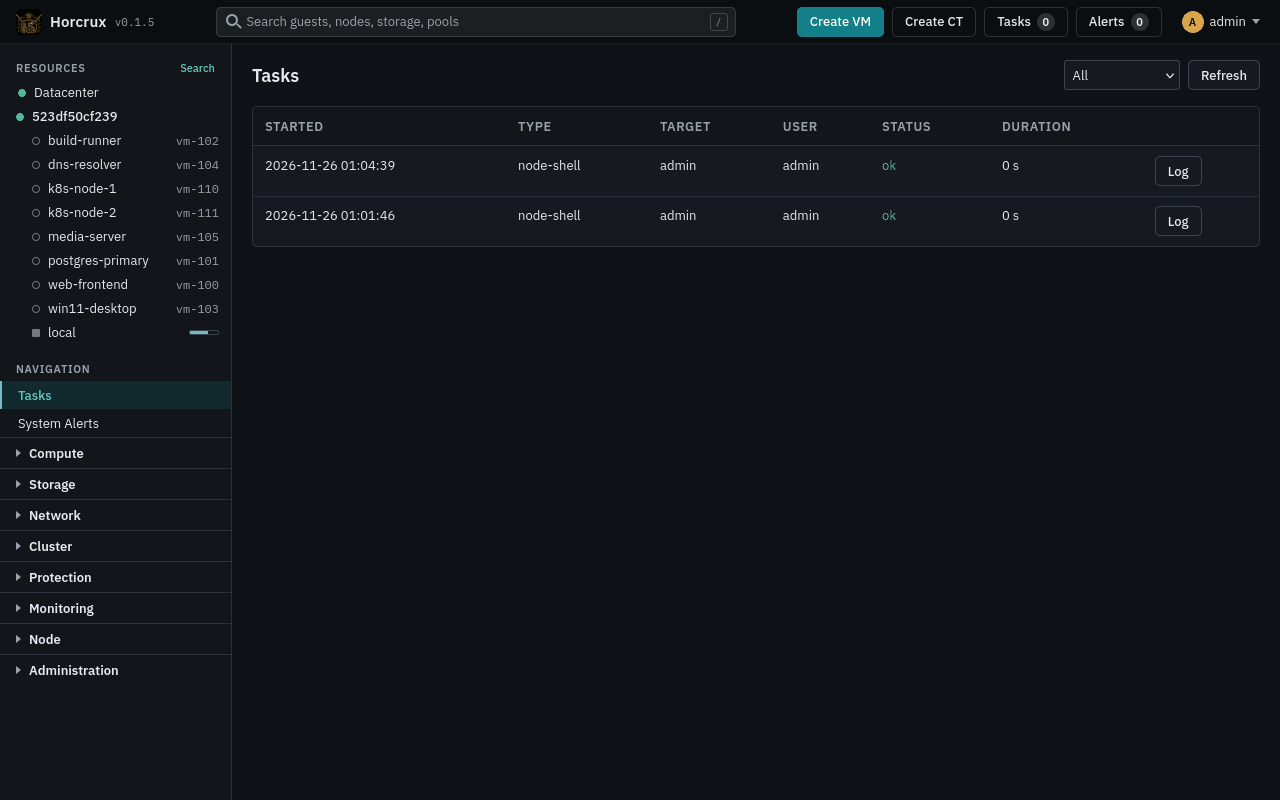 Horcrux v0.1.5
Search guests, nodes, storage, pools /
Create VM
Create CT
Tasks 0
Alerts 0
A admin
RESOURCES Search
Datacenter
523df50cf239
build-runner vm-102
dns-resolver vm-104
k8s-node-1 vm-110
k8s-node-2 vm-111
media-server vm-105
postgres-primary vm-101
web-frontend vm-100
win11-desktop vm-103
local
NAVIGATION
Tasks
System Alerts
Compute
Storage
Network
Cluster
Protection
Monitoring
Node
Administration
Tasks
All
Refresh
STARTED TYPE TARGET USER STATUS DURATION
2026-11-26 01:04:39 node-shell admin admin ok 0 s Log
2026-11-26 01:01:46 node-shell admin admin ok 0 s Log